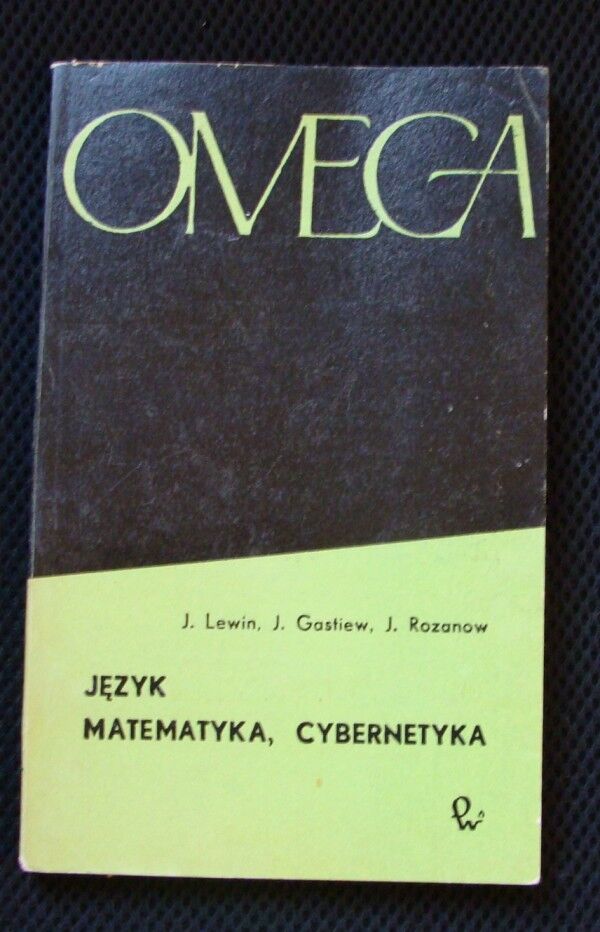 OMEGA
J. Lewin, J. Gastiew, J. Rozanow
JĘZYK
MATEMATYKA, CYBERNETYKA